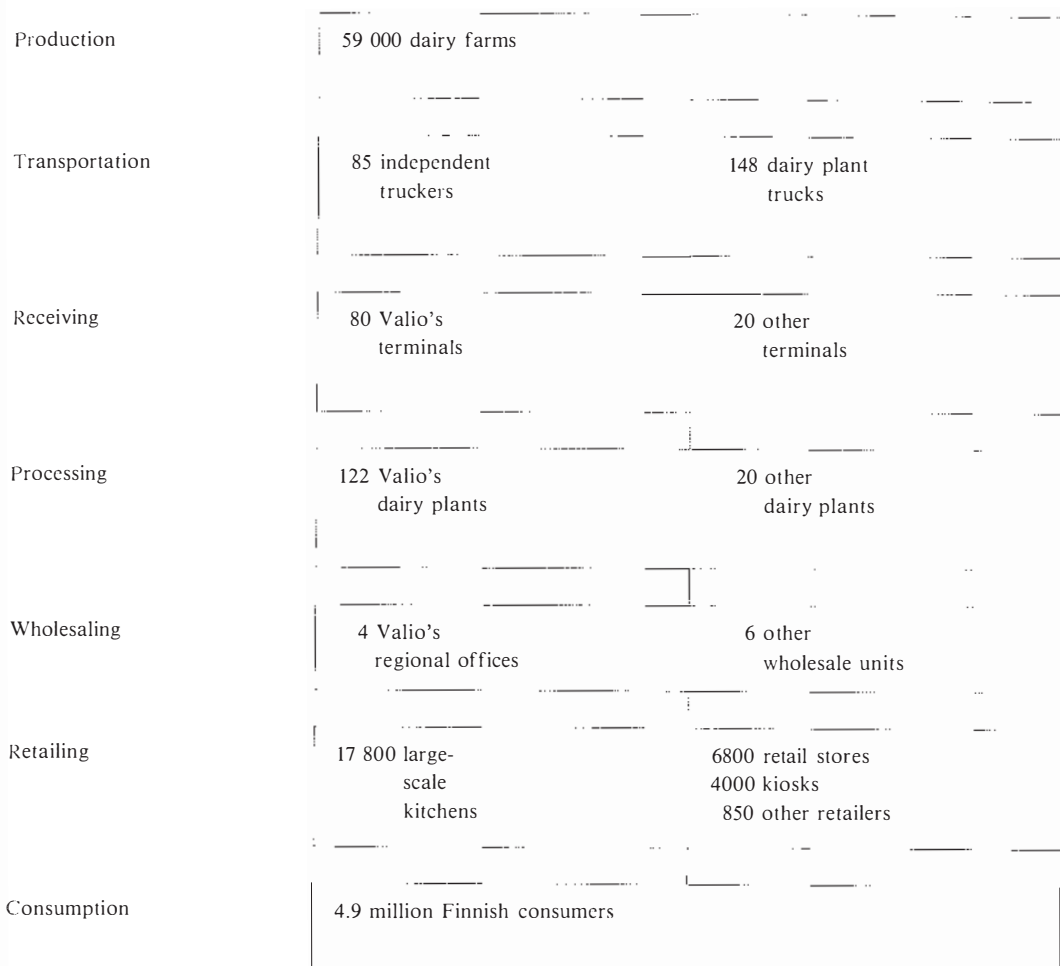 Production
59 000 dairy farms
Transportation
85 independent
truckers
148 dairy plant
trucks
Receiving
80 Valio's
terminals
20 other
terminals
Processing
122 Valio's
dairy plants
20 other
dairy plants
Wholesaling
4 Valio's
regional offices
6 other
wholesale units
Retailing
17 800 large-
scale
kitchens
6800 retail stores
4000 kiosks
850 other retailers
Consumption
4.9 million Finnish consumers